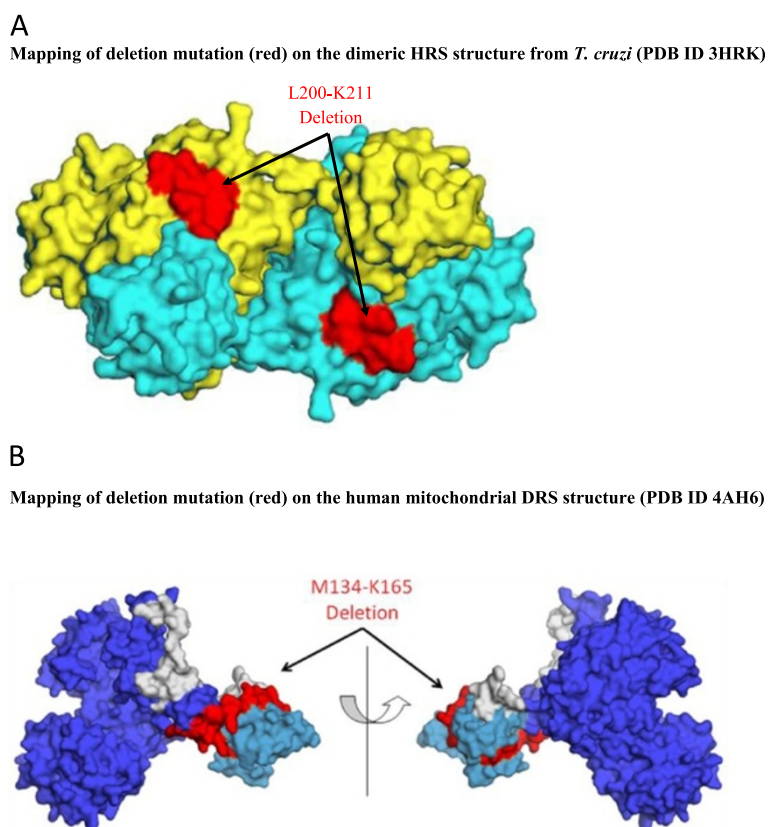 A
Mapping of deletion mutation (red) on the dimeric HRS structure from T. cruzi (PDB ID 3HRK)
L200-K211
Deletion
B
Mapping of deletion mutation (red) on the human mitochondrial DRS structure (PDB ID 4AH6)
M134-K165
Deletion